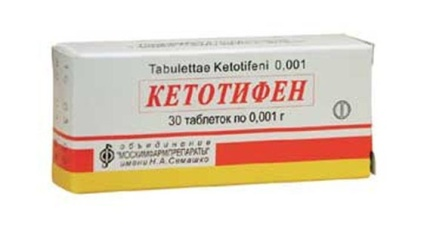 Tabulettae Ketotifeni 0,001
КЕТОТИФЕН
30 таблеток по 0,001 г
объединение
"МОСХИМФАРМПРЕПАРАТЫ"
имени Н.А. Семашко